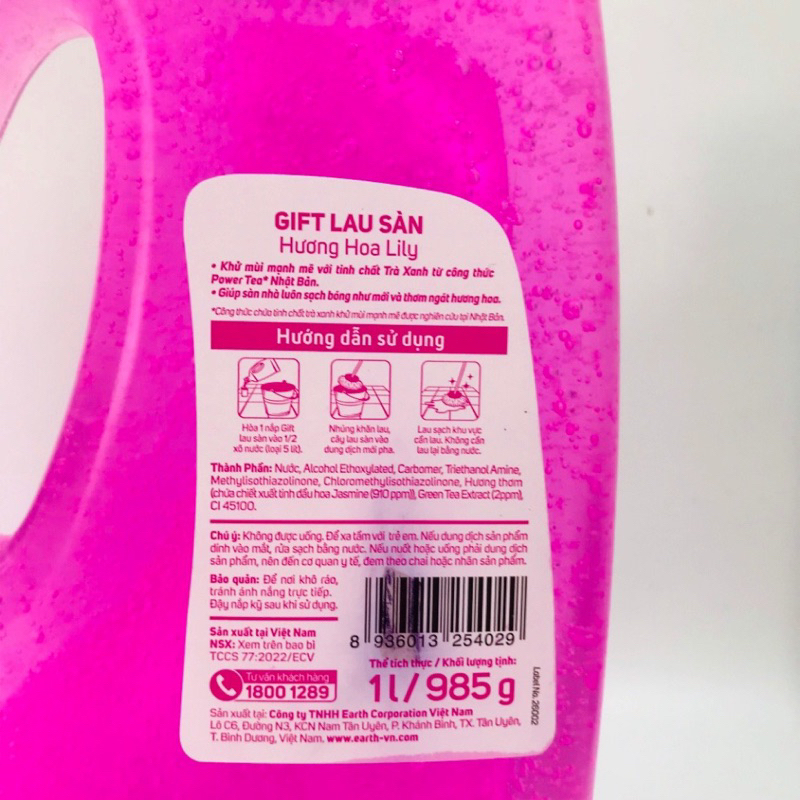 GIFT LAU SÀN
Hương Hoa Lily
• Khử mùi mạnh mẽ với tinh chất Trà Xanh từ công thức
Power Tea* Nhật Bản.
• Giúp sàn nhà luôn sạch bóng như mới và thơm ngát hương hoa.
*Công thức chứa tinh chất trà xanh khử mùi mạnh mẽ được nghiên cứu tại Nhật Bản.
Hướng dẫn sử dụng
Hòa 1 nắp Gift
lau sàn vào 1/2
xô nước (loại 5 lít).
Nhúng khăn lau,
cây lau sàn vào
dung dịch mới pha.
Lau sạch khu vực
cần lau. Không cần
lau lại bằng nước.
Thành Phần: Nước, Alcohol Ethoxylated, Carbomer, Triethanol Amine,
Methylisothiazolinone, Chloromethylisothiazolinone, Hương thơm
(chứa chiết xuất tinh dầu hoa Jasmine (910 ppm)), Green Tea Extract (2ppm),
CI 45100.
Chú ý: Không được uống. Để xa tầm với trẻ em. Nếu dung dịch sản phẩm
dính vào mắt, rửa sạch bằng nước. Nếu nuốt hoặc uống phải dung dịch
sản phẩm, nên đến cơ quan y tế, đem theo chai hoặc nhãn sản phẩm.
Bảo quản: Để nơi khô ráo,
tránh ánh nắng trực tiếp.
Đậy nắp kỹ sau khi sử dụng.
Sản xuất tại Việt Nam
NSX: Xem trên bao bì
TCCS 77:2022/ECV
8 936013 254029
Tư vấn khách hàng
1800 1289
Thể tích thực / Khối lượng tịnh:
1 l / 985 g
Label No. 26002
Sản xuất tại: Công ty TNHH Earth Corporation Việt Nam
Lô C6, Đường N3, KCN Nam Tân Uyên, P. Khánh Bình, TX. Tân Uyên,
T. Bình Dương, Việt Nam. www.earth-vn.com